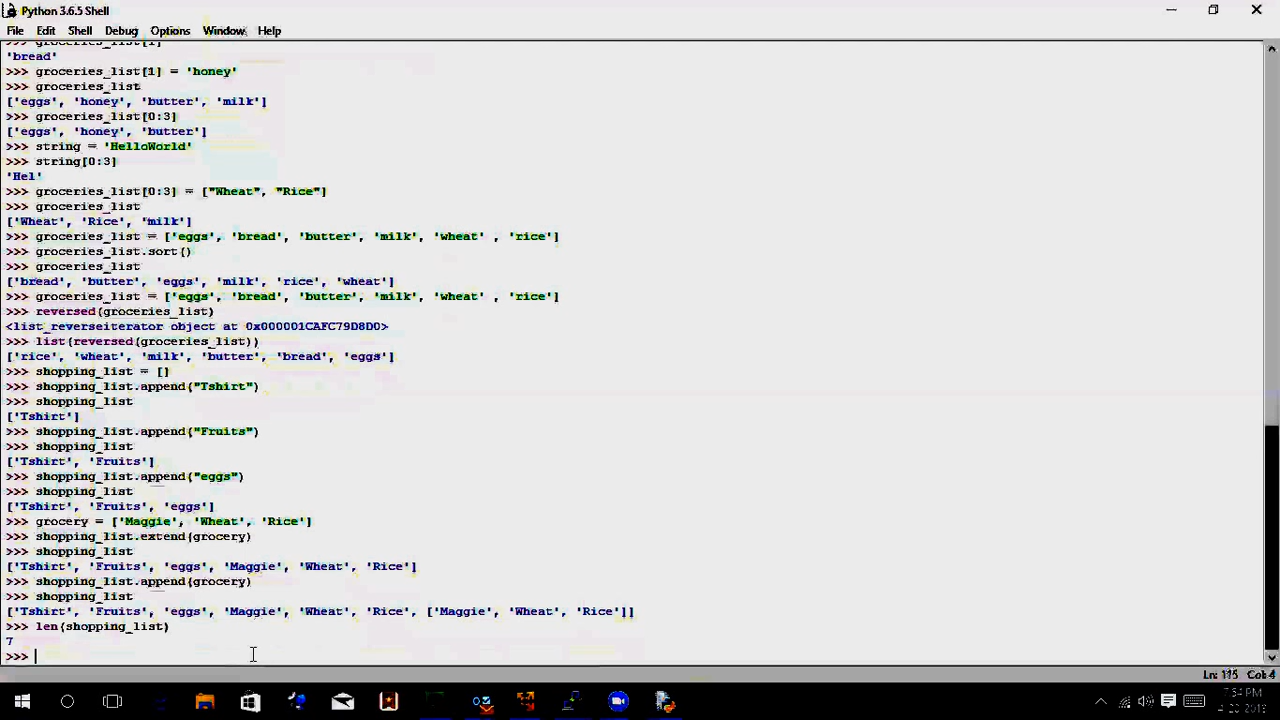 Python 3.6.5 Shell
File Edit Shell Debug Options Window Help
>>> groceries_list[1]
'bread'
>>> groceries_list[1] = 'honey'
>>> groceries_list
['eggs', 'honey', 'butter', 'milk']
>>> groceries_list[0:3]
['eggs', 'honey', 'butter']
>>> string = 'HelloWorld'
>>> string[0:3]
'Hel'
>>> groceries_list[0:3] = ["Wheat", "Rice"]
>>> groceries_list
['Wheat', 'Rice', 'milk']
>>> groceries_list = ['eggs', 'bread', 'butter', 'milk', 'wheat' , 'rice']
>>> groceries_list.sort()
>>> groceries_list
['bread', 'butter', 'eggs', 'milk', 'rice', 'wheat']
>>> groceries_list = ['eggs', 'bread', 'butter', 'milk', 'wheat' , 'rice']
>>> reversed(groceries_list)
<list_reverseiterator object at 0x000001CAFC79D8D0>
>>> list(reversed(groceries_list))
['rice', 'wheat', 'milk', 'butter', 'bread', 'eggs']
>>> shopping_list = []
>>> shopping_list.append("Tshirt")
>>> shopping_list
['Tshirt']
>>> shopping_list.append("Fruits")
>>> shopping_list
['Tshirt', 'Fruits']
>>> shopping_list.append("eggs")
>>> shopping_list
['Tshirt', 'Fruits', 'eggs']
>>> grocery = ['Maggie', 'Wheat', 'Rice']
>>> shopping_list.extend(grocery)
>>> shopping_list
['Tshirt', 'Fruits', 'eggs', 'Maggie', 'Wheat', 'Rice']
>>> shopping_list.append(grocery)
>>> shopping_list
['Tshirt', 'Fruits', 'eggs', 'Maggie', 'Wheat', 'Rice', ['Maggie', 'Wheat', 'Rice']]
>>> len(shopping_list)
7
>>>
Ln: 115 Col: 4
7:54 PM